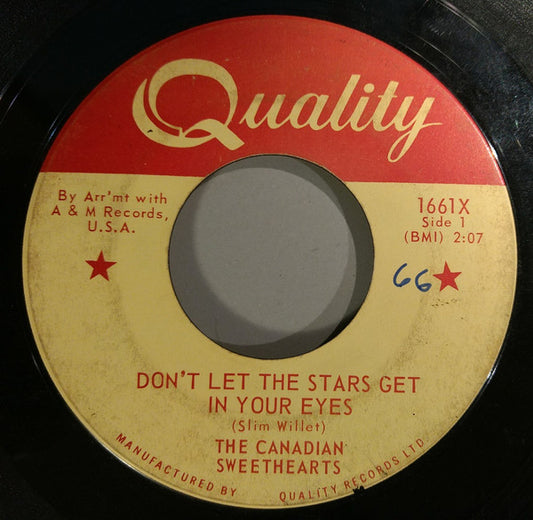 Quality
By Arr'mt with
A & M Records,
U.S.A.
1661X
Side 1
(BMI) 2:07
66
DON'T LET THE STARS GET
IN YOUR EYES
(Slim Willet)
THE CANADIAN
SWEETHEARTS
MANUFACTURED BY QUALITY RECORDS LTD